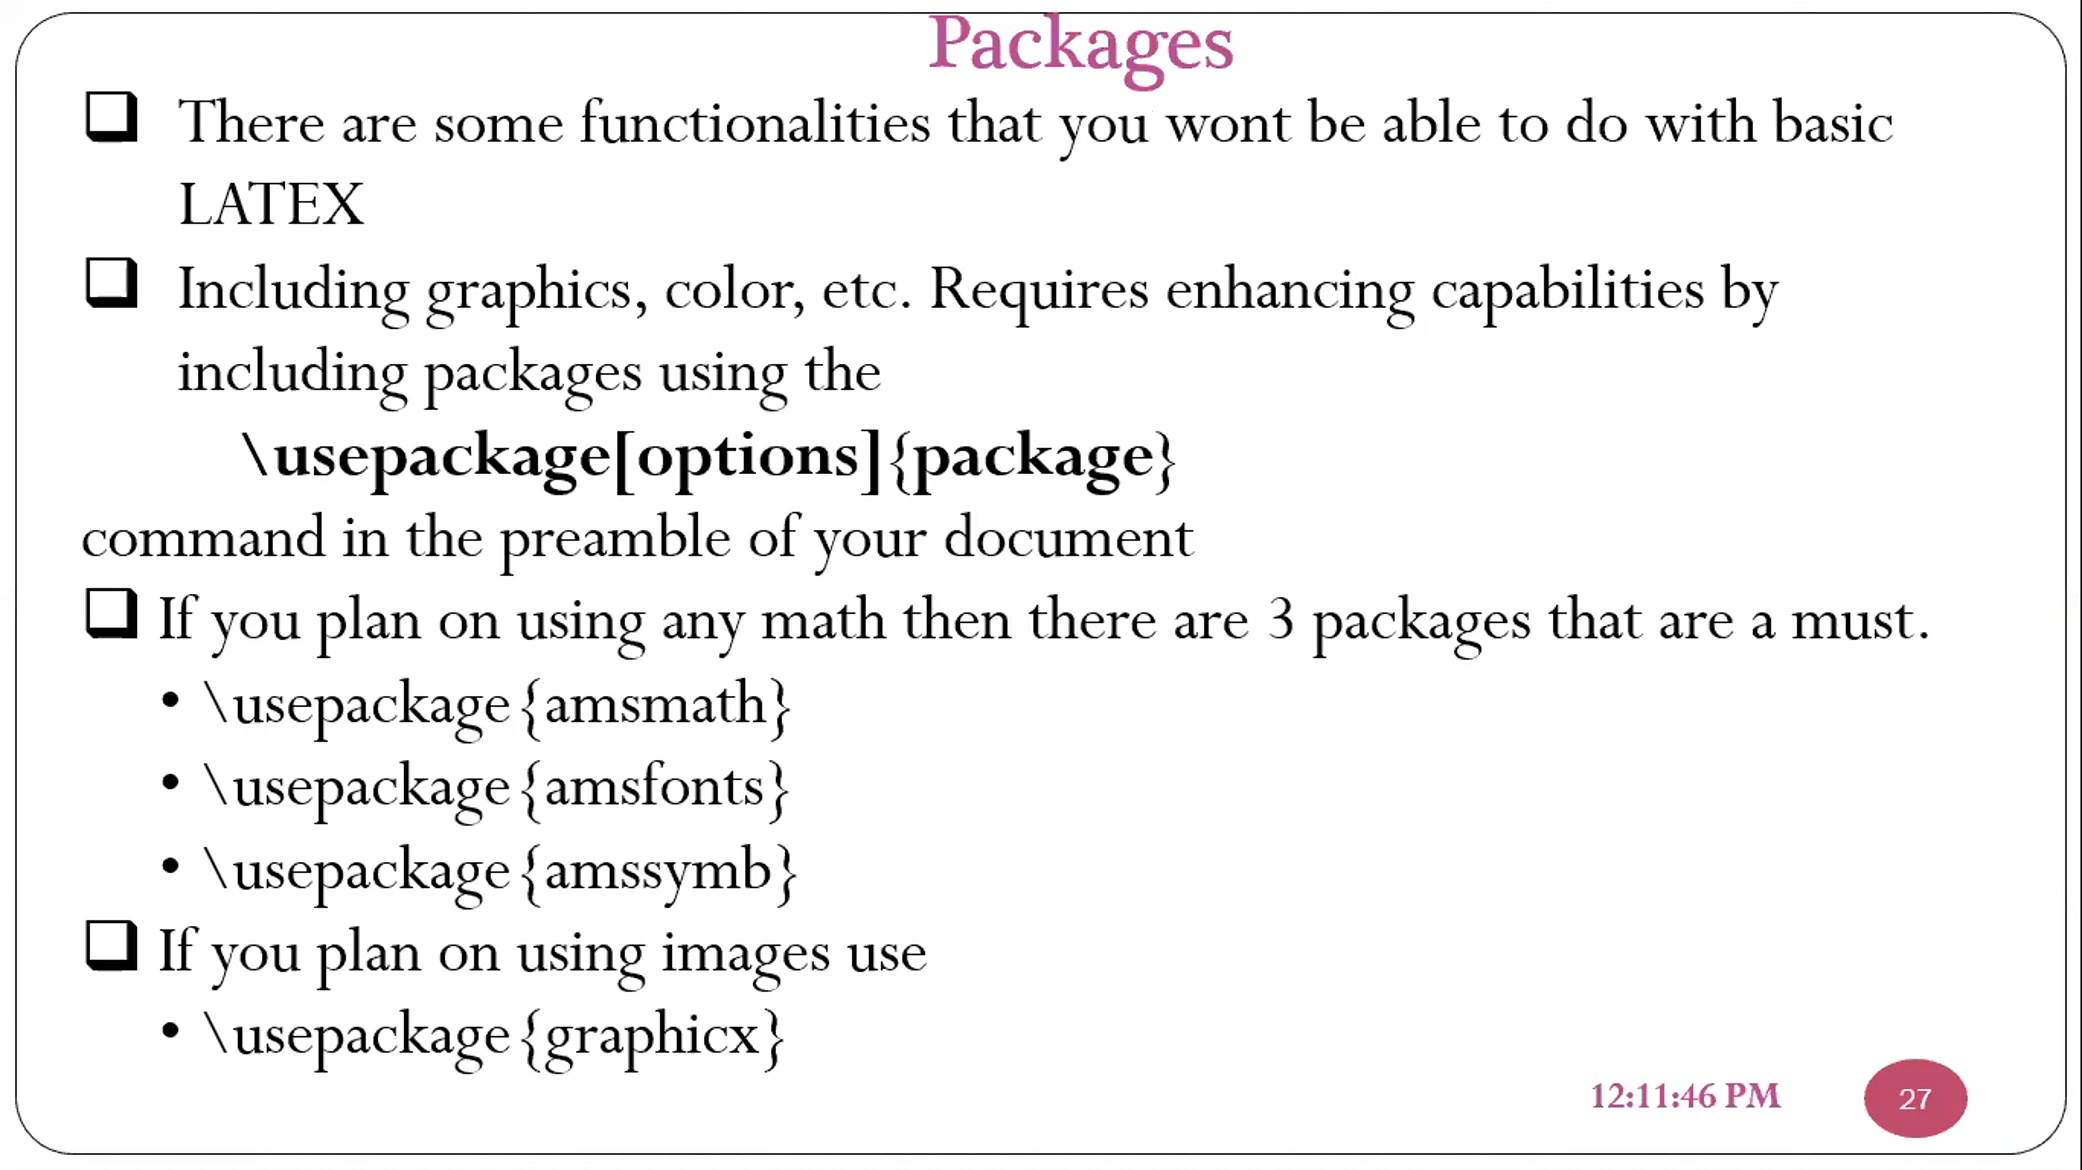 Packages
There are some functionalities that you wont be able to do with basic
LATEX
Including graphics, color, etc. Requires enhancing capabilities by
including packages using the
\usepackage[options]{package}
command in the preamble of your document
If you plan on using any math then there are 3 packages that are a must.
• \usepackage{amsmath}
• \usepackage{amsfonts}
• \usepackage{amssymb}
If you plan on using images use
• \usepackage{graphicx}
12:11:46 PM
27